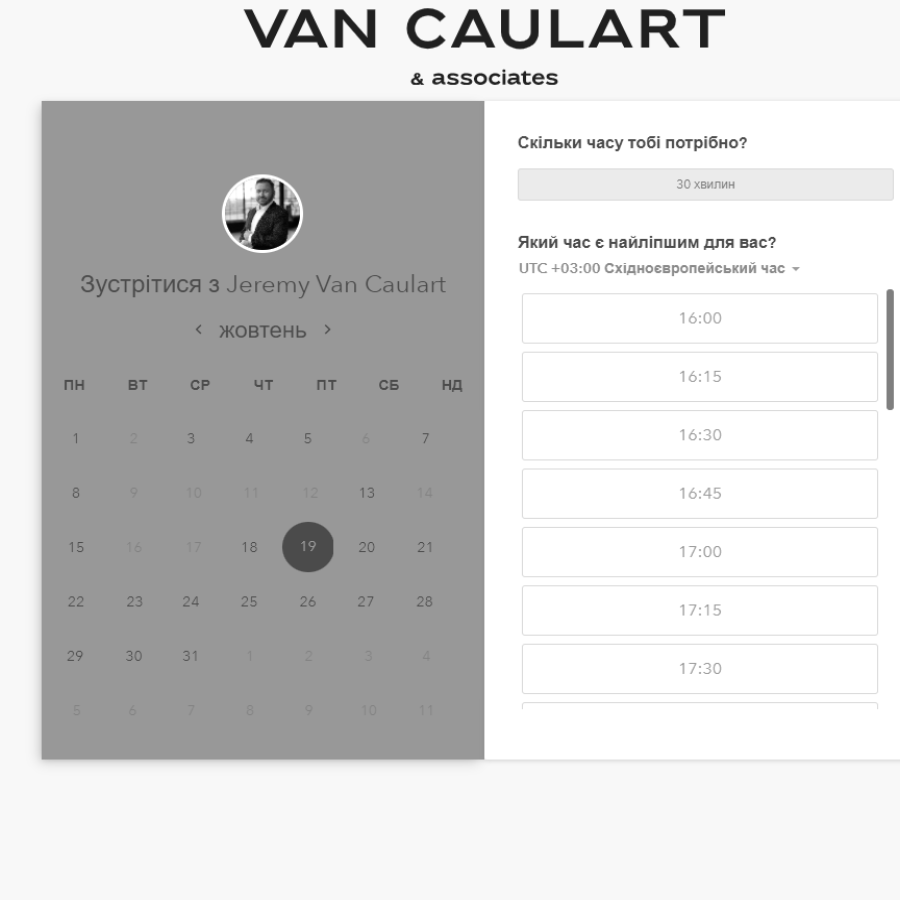 VAN CAULART
& associates
Зустрітися з Jeremy Van Caulart
жовтень
ПН ВТ СР ЧТ ПТ СБ НД
1 2 3 4 5 6 7
8 9 10 11 12 13 14
15 16 17 18 19 20 21
22 23 24 25 26 27 28
29 30 31 1 2 3 4
5 6 7 8 9 10 11
Скільки часу тобі потрібно?
30 хвилин
Який час є найліпшим для вас?
UTC +03:00 Східноєвропейський час
16:00
16:15
16:30
16:45
17:00
17:15
17:30